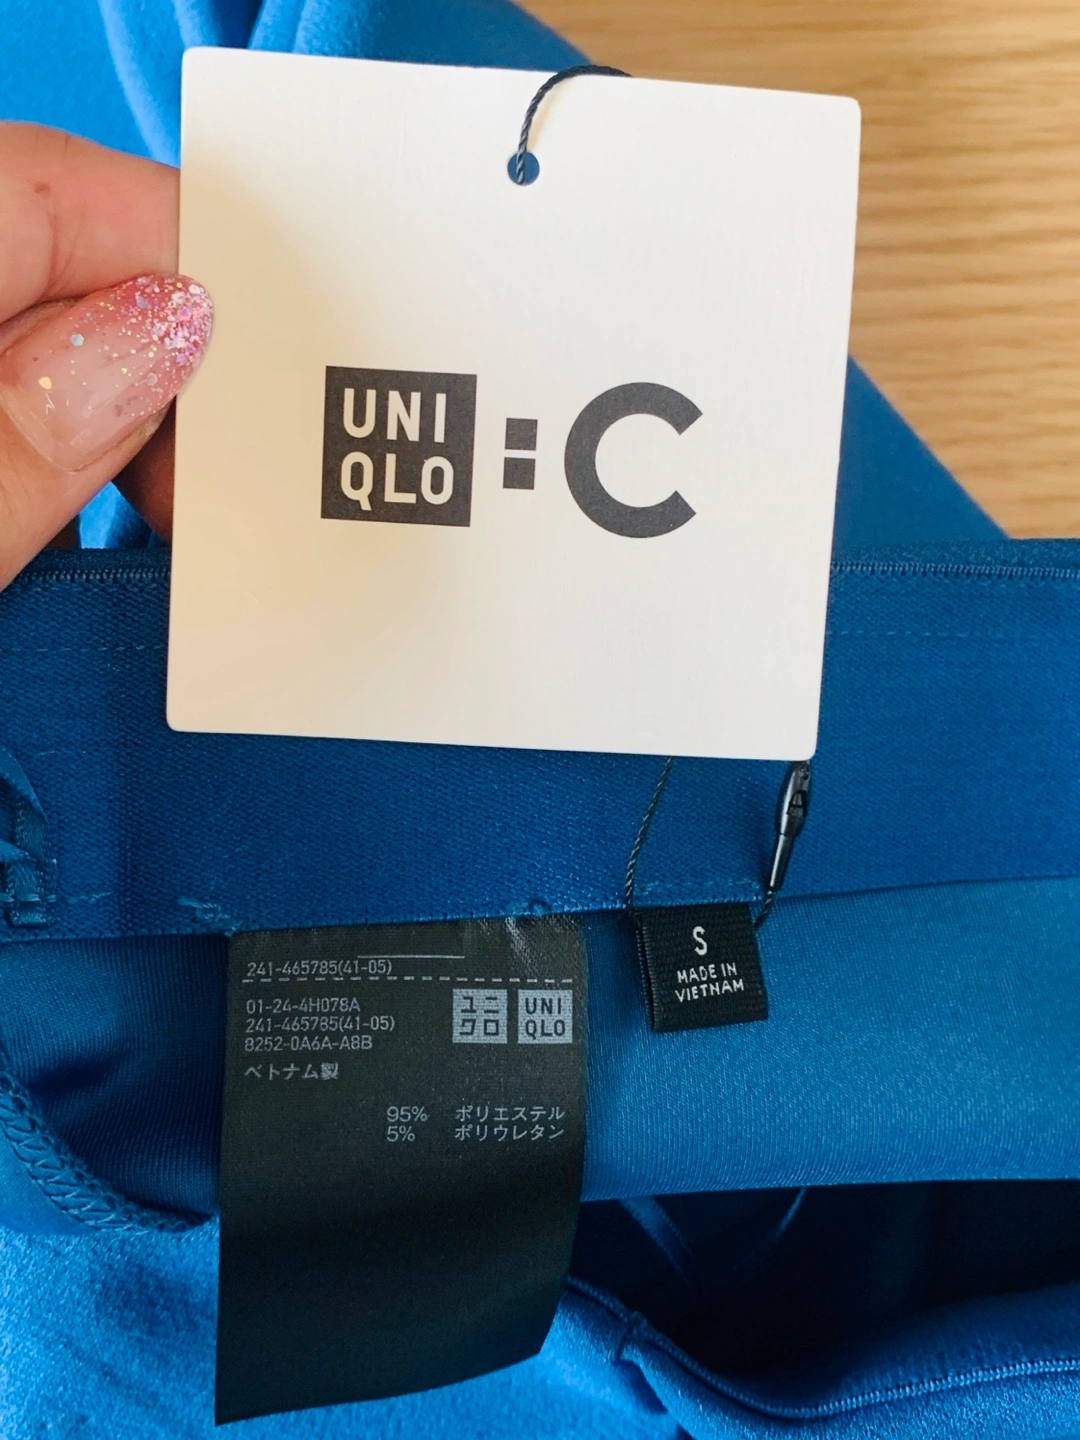 UNI
QLO
:C
241-465785(41-05)
01-24-4H078A
241-465785(41-05)
8252-0A6A-A8B
ベトナム製
ユニ
クロ
UNI
QLO
95% ポリエステル
5% ポリウレタン
S
MADE IN
VIETNAM